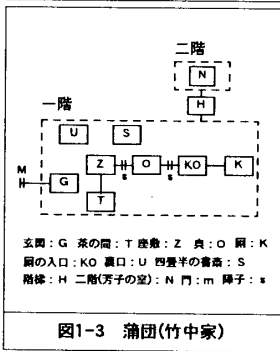 二階
N
H
一階
U
S
M
Z
O
KO
K
s
s
G
T
玄関：G 茶の間：T 座敷：Z 奥：O 厠：K
厠の入口：KO 裏口：U 四畳半の書斎：S
階梯：H 二階(芳子の室)：N 門：m 障子：s
図1-3 蒲団(竹中家)